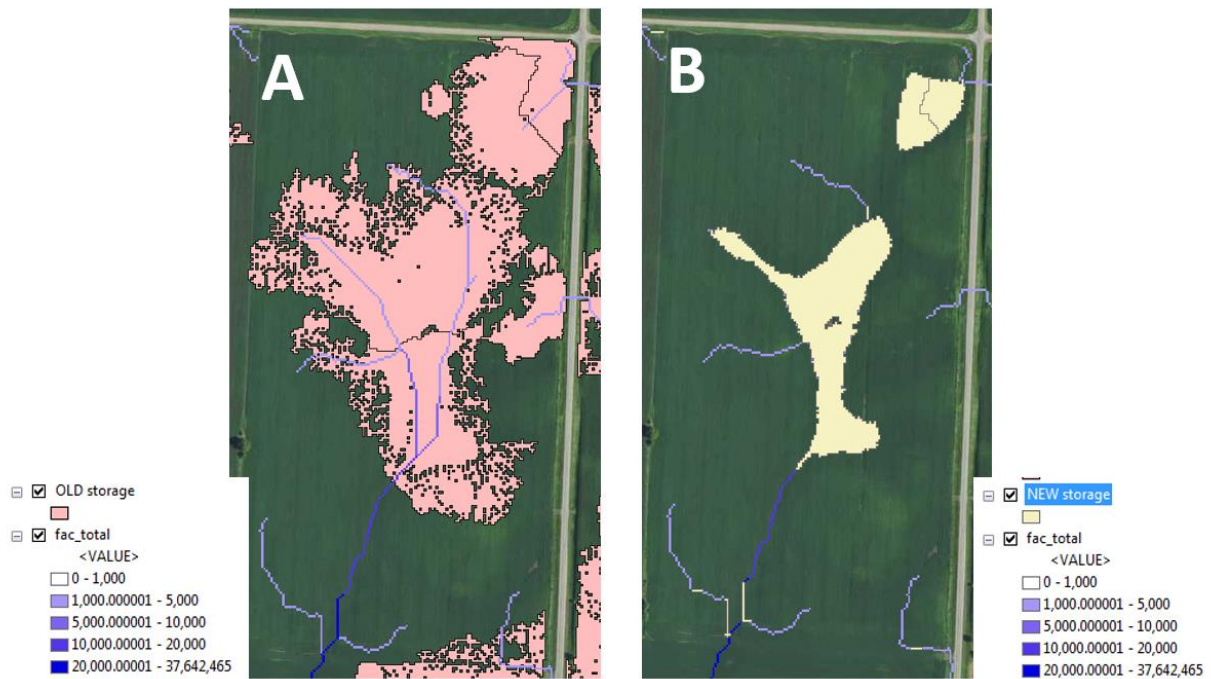 A
B
OLD storage
fac_total
<VALUE>
0 - 1,000
1,000.000001 - 5,000
5,000.00001 - 10,000
10,000.00001 - 20,000
20,000.00001 - 37,642,465
NEW storage
fac_total
<VALUE>
0 - 1,000
1,000.000001 - 5,000
5,000.00001 - 10,000
10,000.00001 - 20,000
20,000.00001 - 37,642,465